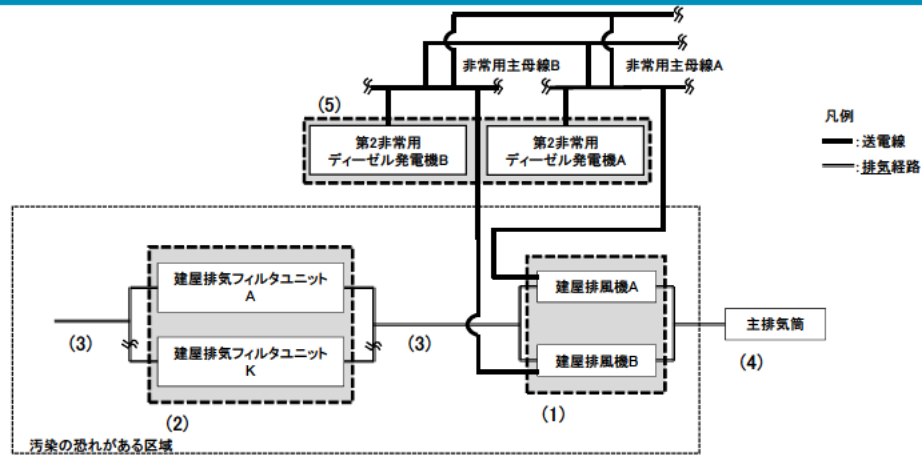 非常用主母線B
非常用主母線A
(5)
第2非常用
ディーゼル発電機B
第2非常用
ディーゼル発電機A
凡例
:送電線
:排気経路
建屋排気フィルタユニット
A
建屋排風機A
(3)
(3)
主排気筒
建屋排気フィルタユニット
K
建屋排風機B
(4)
(2)
(1)
汚染の恐れがある区域